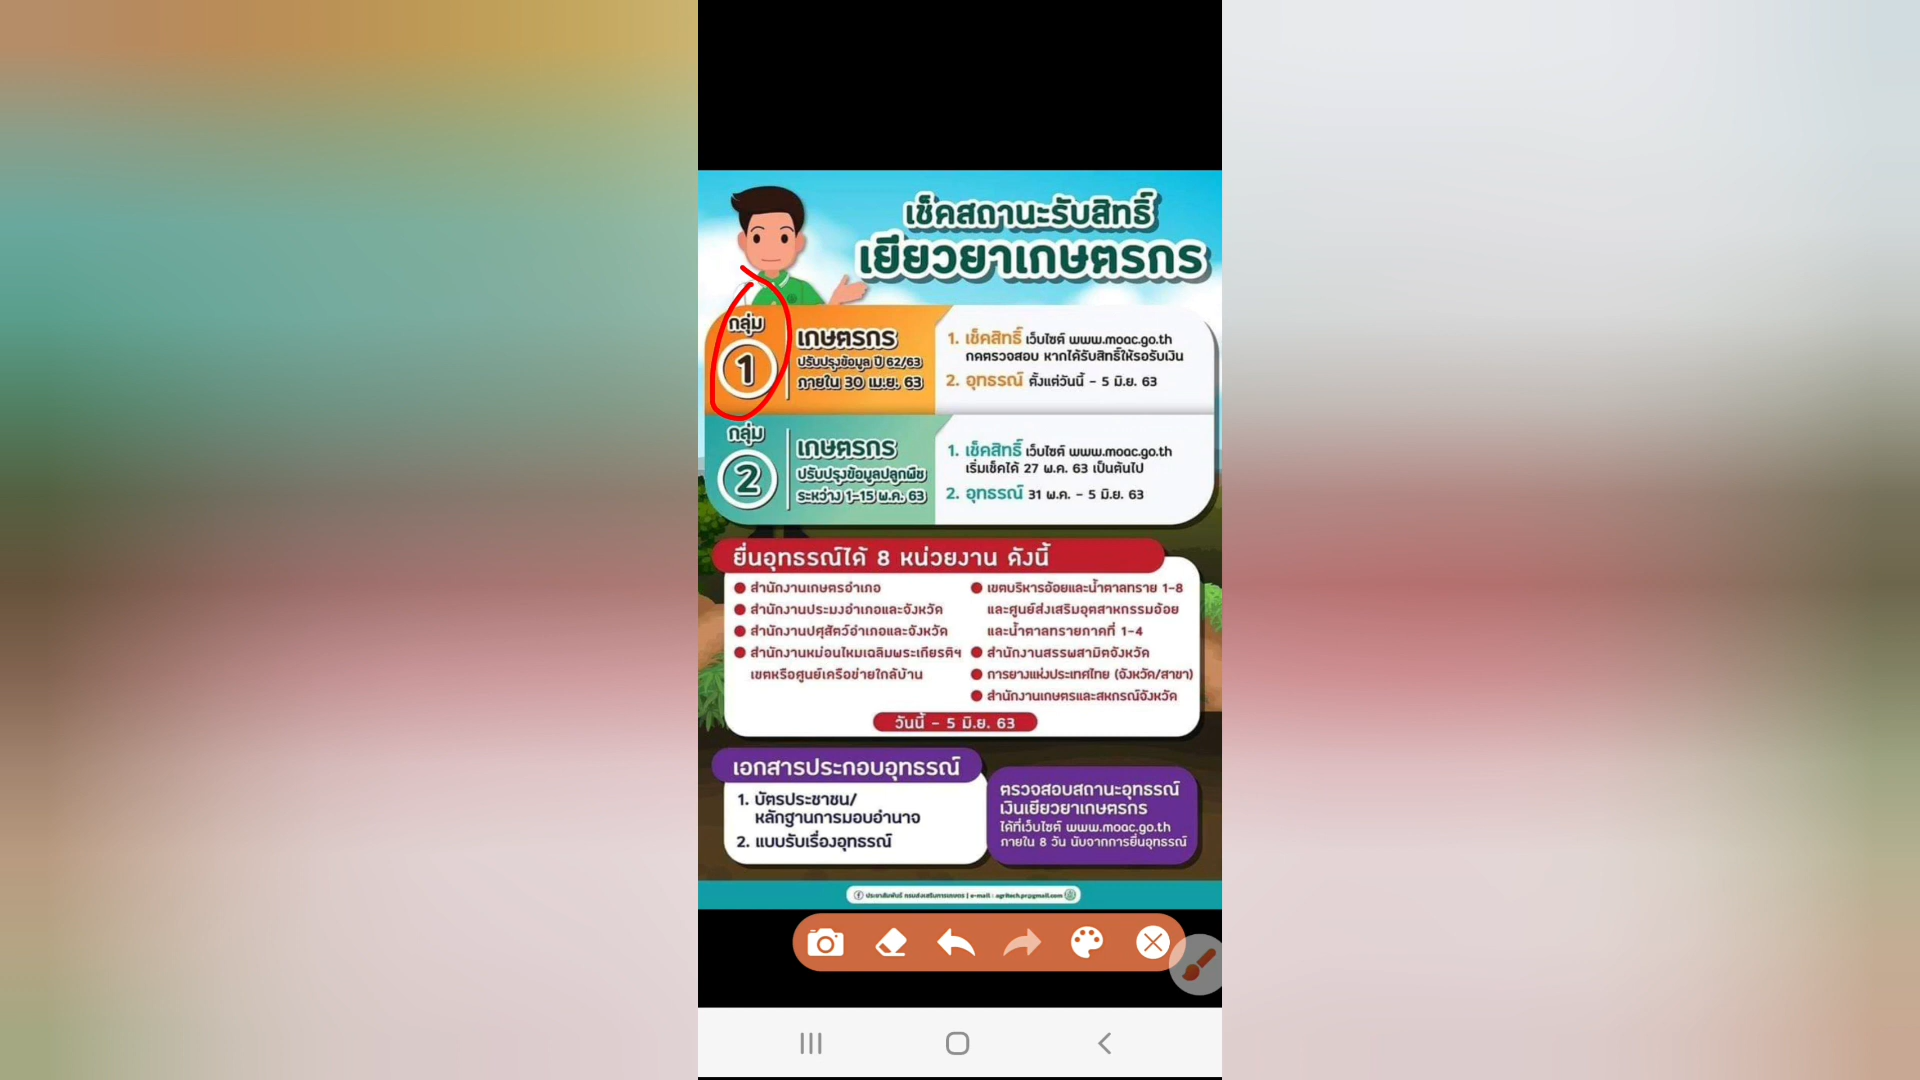 เช็คสถานะรับสิทธิ์
เยียวยาเกษตรกร
กลุ่ม
1
เกษตรกร
ปรับปรุงข้อมูล ปี 62/63
ภายใน 30 เม.ย. 63
1. เช็คสิทธิ์ เว็บไซต์ www.moac.go.th
กดตรวจสอบ หากได้รับสิทธิ์ให้รอรับเงิน
2. อุทธรณ์ ตั้งแต่วันนี้ - 5 มิ.ย. 63
กลุ่ม
2
เกษตรกร
ปรับปรุงข้อมูลปลูกพืช
ระหว่าง 1-15 พ.ค. 63
1. เช็คสิทธิ์ เว็บไซต์ www.moac.go.th
เริ่มเช็คได้ 27 พ.ค. 63 เป็นต้นไป
2. อุทธรณ์ 31 พ.ค. - 5 มิ.ย. 63
ยื่นอุทธรณ์ได้ 8 หน่วยงาน ดังนี้
สำนักงานเกษตรอำเภอ
สำนักงานประมงอำเภอและจังหวัด
สำนักงานปศุสัตว์อำเภอและจังหวัด
สำนักงานหม่อนไหมเฉลิมพระเกียรติฯ
เขตหรือศูนย์เครือข่ายใกล้บ้าน
เขตบริหารอ้อยและน้ำตาลทราย 1-8
และศูนย์ส่งเสริมอุตสาหกรรมอ้อย
และน้ำตาลทรายภาคที่ 1-4
สำนักงานสรรพสามิตจังหวัด
การยางแห่งประเทศไทย (จังหวัด/สาขา)
สำนักงานเกษตรและสหกรณ์จังหวัด
วันนี้ - 5 มิ.ย. 63
เอกสารประกอบอุทธรณ์
1. บัตรประชาชน/
หลักฐานการมอบอำนาจ
2. แบบรับเรื่องอุทธรณ์
ตรวจสอบสถานะอุทธรณ์
เงินเยียวยาเกษตรกร
ได้ที่เว็บไซต์ www.moac.go.th
ภายใน 8 วัน นับจากการยื่นอุทธรณ์
ประชาสัมพันธ์ กรมส่งเสริมการเกษตร | e-mail : agritech.pr@gmail.com